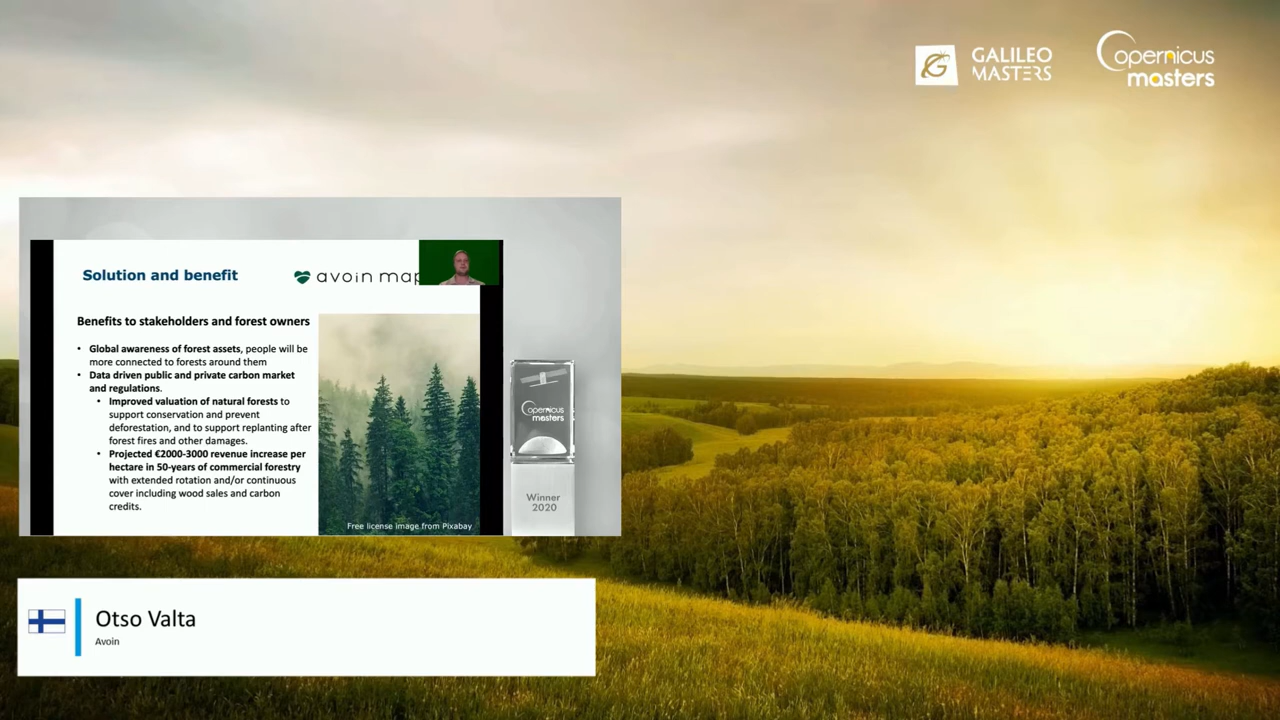 GALILEO
MASTERS
Copernicus
masters
Solution and benefit
avoin map
Benefits to stakeholders and forest owners
• Global awareness of forest assets, people will be
more connected to forests around them
• Data driven public and private carbon market
and regulations.
• Improved valuation of natural forests to
support conservation and prevent
deforestation, and to support replanting after
forest fires and other damages.
• Projected €2000-3000 revenue increase per
hectare in 50-years of commercial forestry
with extended rotation and/or continuous
cover including wood sales and carbon
credits.
Free license image from Pixabay
Copernicus
masters
Winner
2020
Otso Valta
Avoin